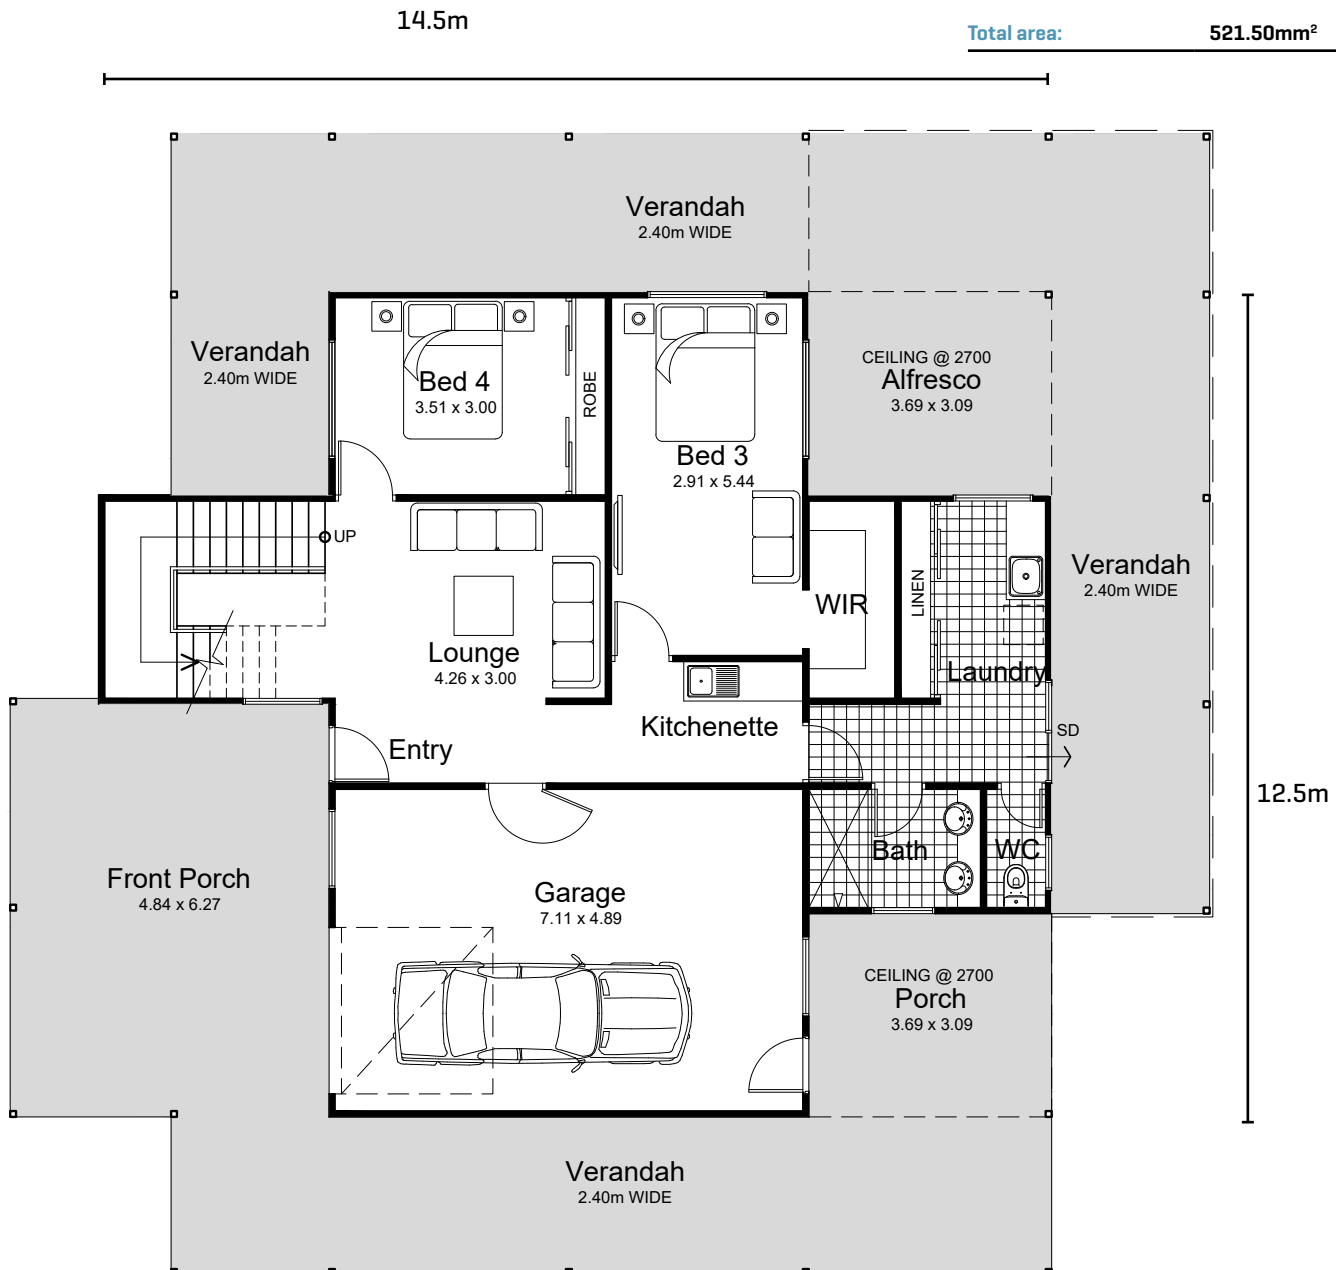 14.5m
Total area: 521.50mm²
Verandah
2.40m WIDE
Verandah
2.40m WIDE
Bed 4
3.51 x 3.00
ROBE
Bed 3
2.91 x 5.44
CEILING @ 2700
Alfresco
3.69 x 3.09
UP
WIR
LINEN
Verandah
2.40m WIDE
Lounge
4.26 x 3.00
Laundry
Kitchenette
Entry
SD
12.5m
Front Porch
4.84 x 6.27
Garage
7.11 x 4.89
Bath
WC
CEILING @ 2700
Porch
3.69 x 3.09
Verandah
2.40m WIDE